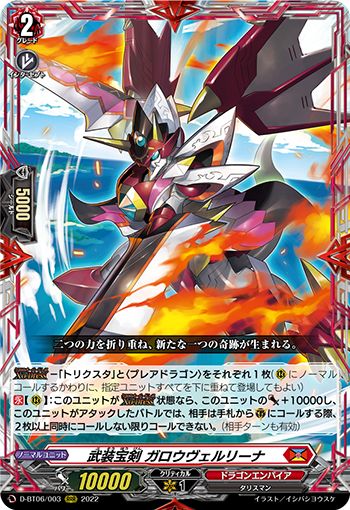 2
グレード
インターセプト
5000
シールド
二つの力を折り重ね、新たな一つの奇跡が生まれる。
-「トリクスタ」と《プレアドラゴン》をそれぞれ1枚(にノーマル
コールするかわりに、指定ユニットすべてを下に重ねて登場してもよい)
永【】:このユニットが状態なら、このユニットの+10000し、
このユニットがアタックしたバトルでは、相手は手札からに出す際、
2枚以上同時にコールしない限りコールできない。(相手ターンも有効)
ノーマルユニット
武装宝剣 ガロウヴェルリーナ
パワー
10000
クリティカル
1
ドラゴンエンパイア
タリスマン
D-BT06/003 RRR 2022
イラスト/イシバシヨウスケ